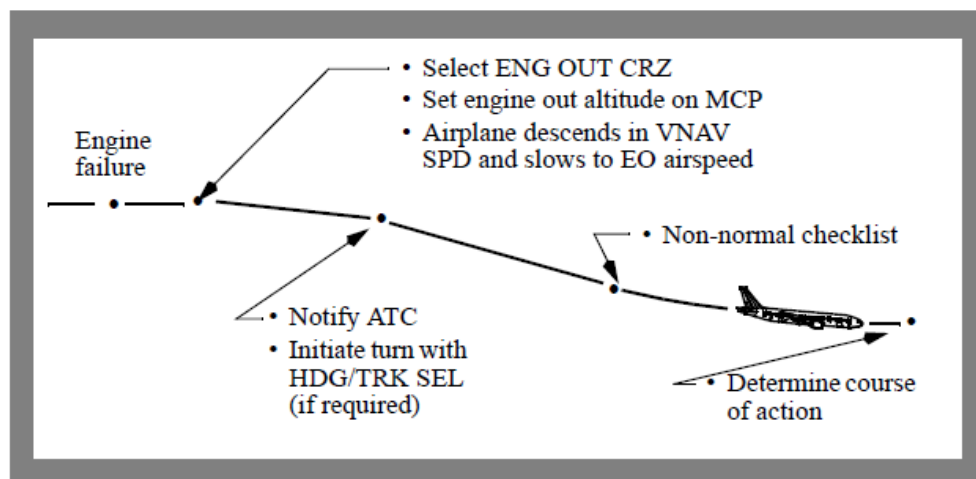 Engine
failure
• Select ENG OUT CRZ
• Set engine out altitude on MCP
• Airplane descends in VNAV
SPD and slows to EO airspeed
• Notify ATC
• Initiate turn with
HDG/TRK SEL
(if required)
• Non-normal checklist
• Determine course
of action